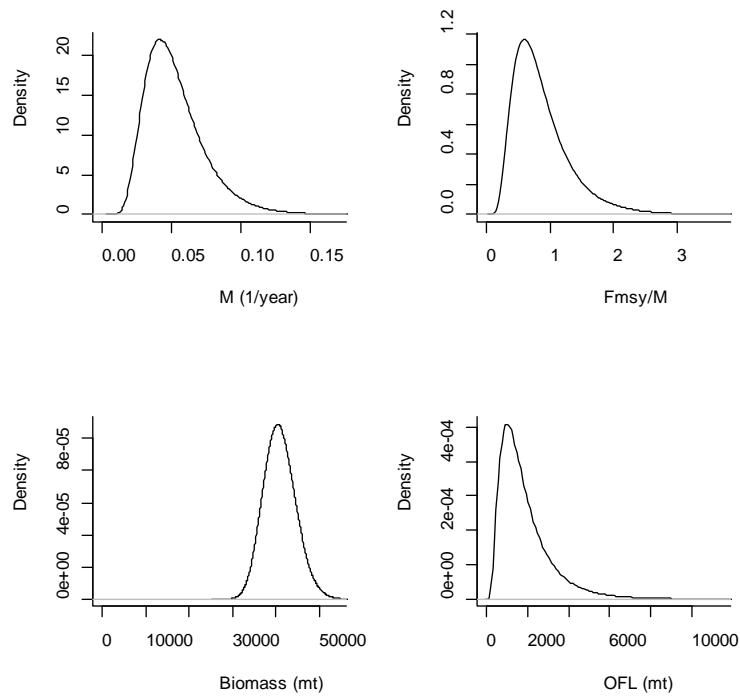 Density
0 5 10 15 20
0.00 0.05 0.10 0.15
M (1/year)
Density
0.0 0.4 0.8 1.2
0 1 2 3
Fmsy/M
Density
0e+00 4e-05 8e-05
0 10000 30000 50000
Biomass (mt)
Density
0e+00 2e-04 4e-04
0 2000 6000 10000
OFL (mt)